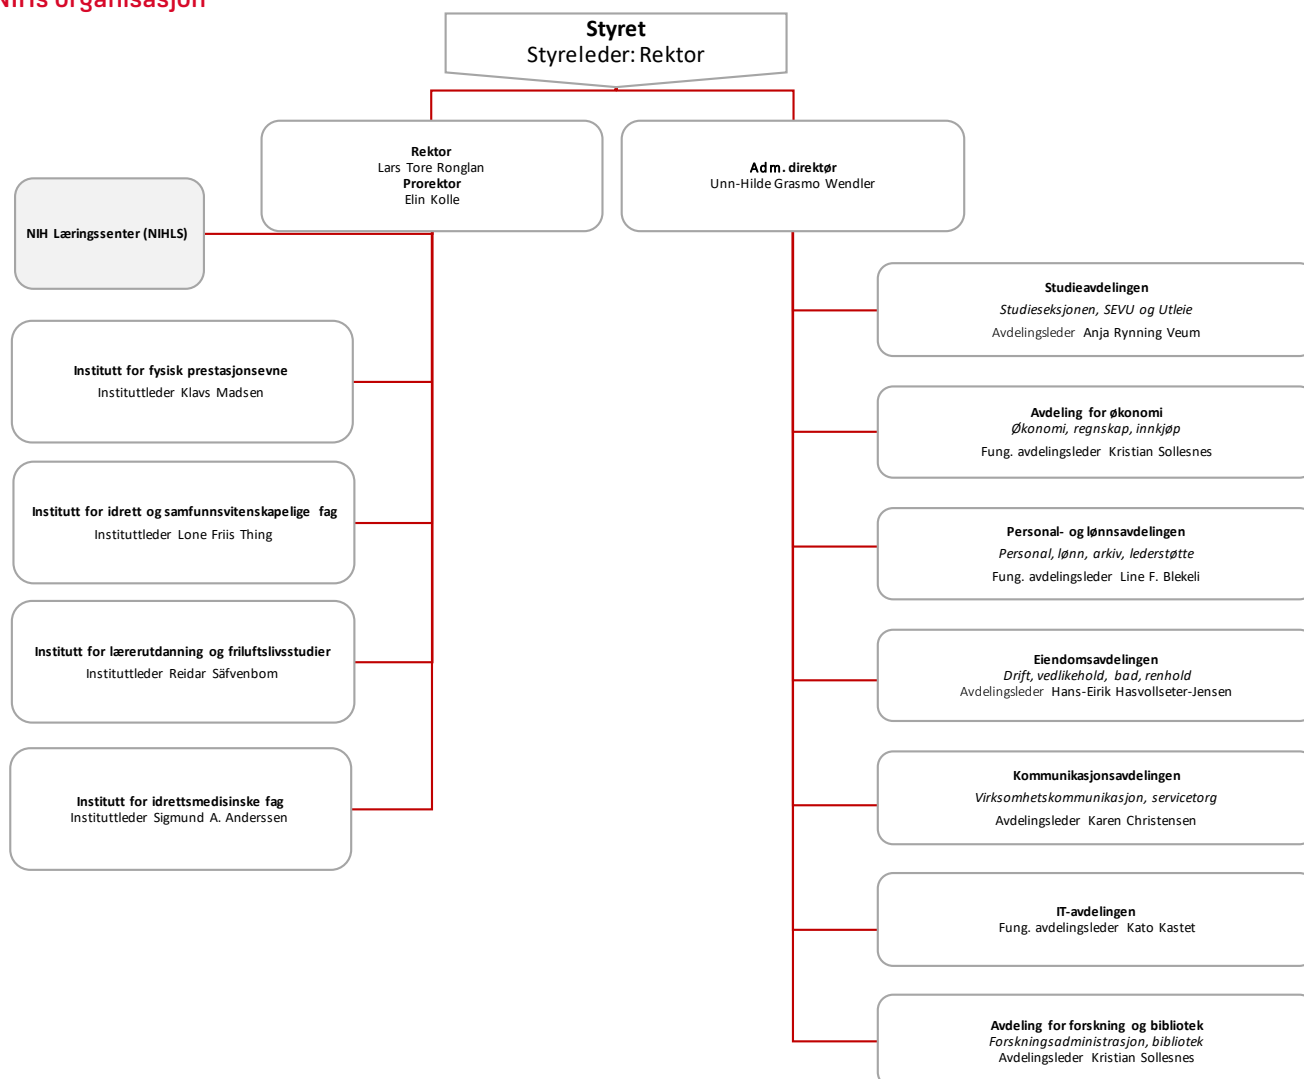 NIHs organisasjon
Styret
Styreleder: Rektor
Rektor
Lars Tore Ronglan
Prorektor
Elin Kolle
Adm. direktør
Unn-Hilde Grasmo Wendler
NIH Læringssenter (NIHLS)
Institutt for fysisk prestasjonsevne
Instituttleder Klavs Madsen
Institutt for idrett og samfunnsvitenskapelige fag
Instituttleder Lone Friis Thing
Institutt for lærerutdanning og friluftslivsstudier
Instituttleder Reidar Säfvenbom
Institutt for idrettsmedisinske fag
Instituttleder Sigmund A. Anderssen
Studieavdelingen
Studieseksjonen, SEVU og Utleie
Avdelingsleder Anja Rynning Veum
Avdeling for økonomi
Økonomi, regnskap, innkjøp
Fung. avdelingsleder Kristian Sollesnes
Personal- og lønnsavdelingen
Personal, lønn, arkiv, lederstøtte
Fung. avdelingsleder Line F. Blekeli
Eiendomsavdelingen
Drift, vedlikehold, bad, renhold
Avdelingsleder Hans-Eirik Hasvollseter-Jensen
Kommunikasjonsavdelingen
Virksomhetskommunikasjon, servicetorg
Avdelingsleder Karen Christensen
IT-avdelingen
Fung. avdelingsleder Kato Kastet
Avdeling for forskning og bibliotek
Forskningsadministrasjon, bibliotek
Avdelingsleder Kristian Sollesnes